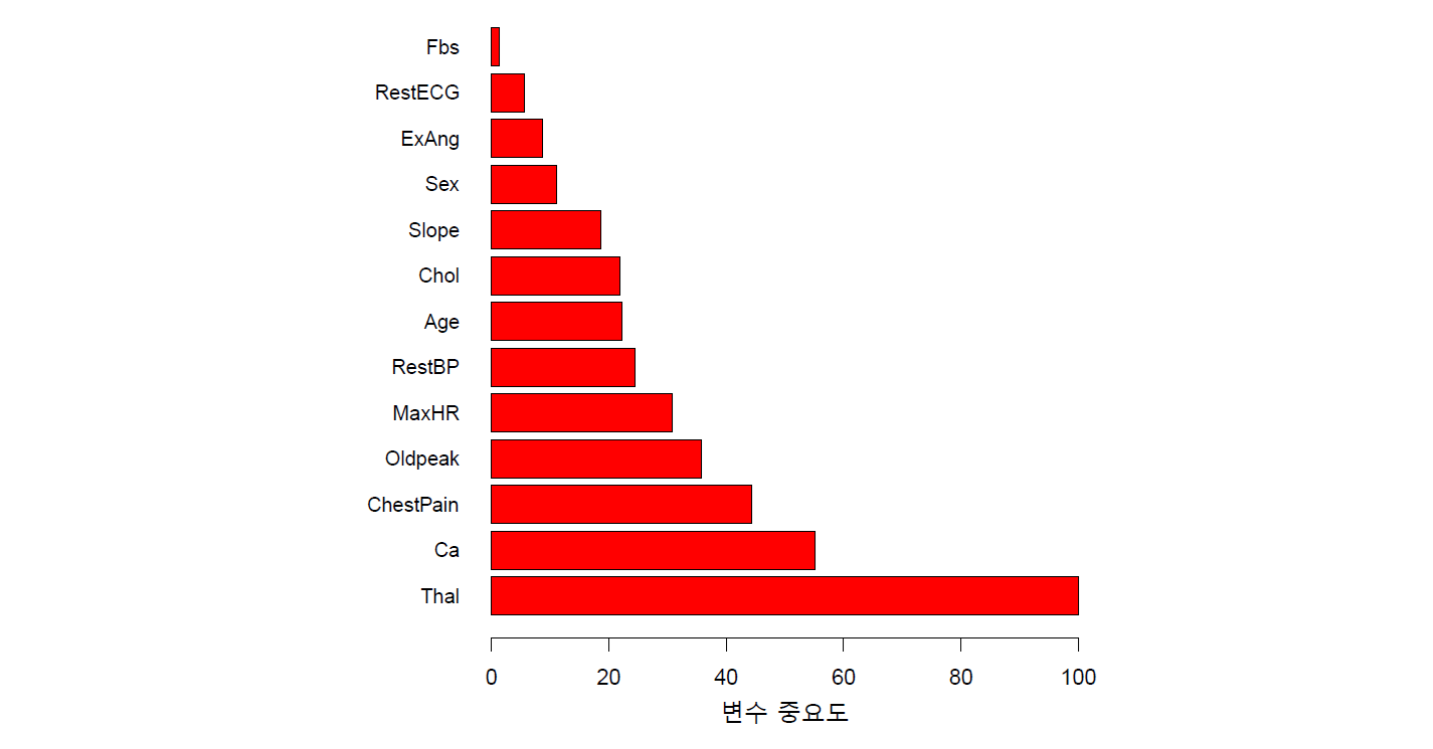 Fbs
RestECG
ExAng
Sex
Slope
Chol
Age
RestBP
MaxHR
Oldpeak
ChestPain
Ca
Thal
0 20 40 60 80 100
변수 중요도